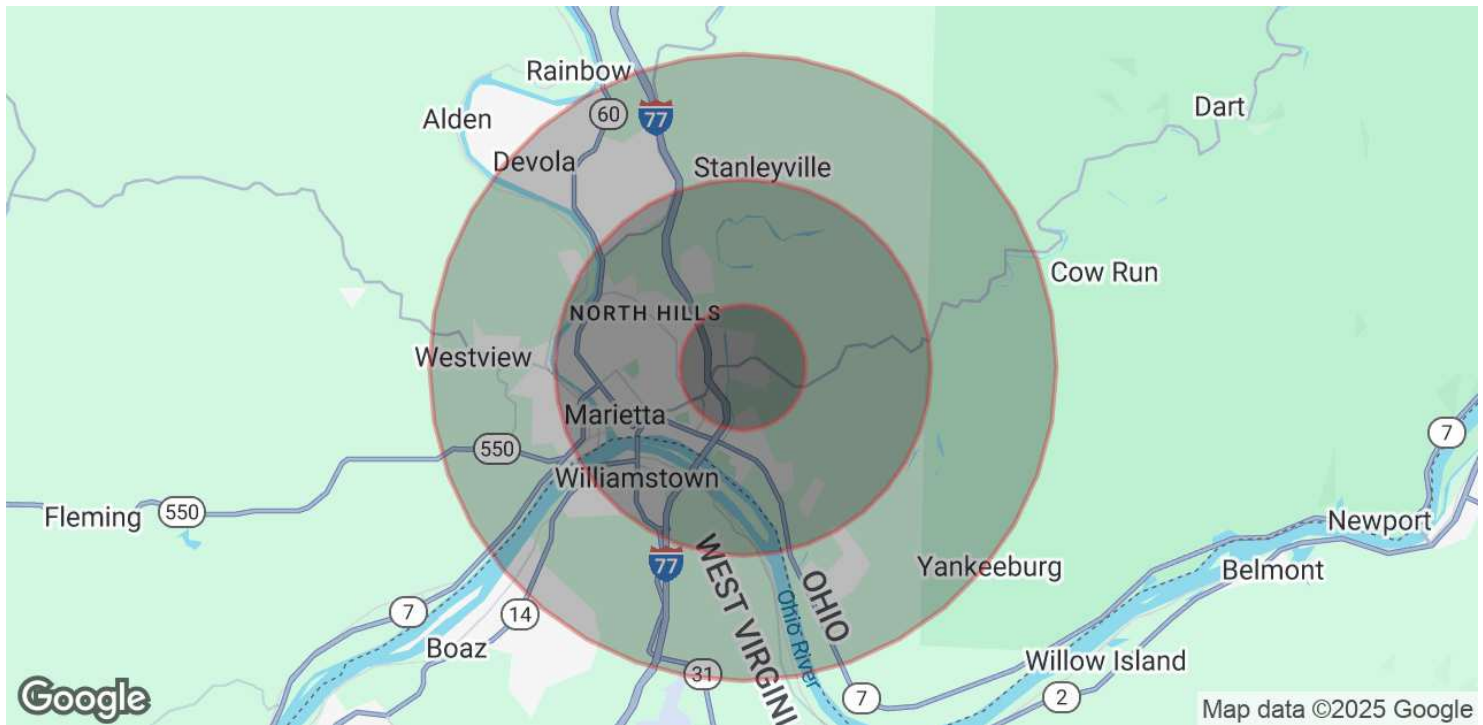 Rainbow
Dart
Alden
60
77
Devola
Stanleyville
Cow Run
NORTH HILLS
Westview
Marietta
7
550
Williamstown
Fleming
550
Newport
77
Yankeeburg
Belmont
WEST VIRGINI
OHIO
Ohio River
7
14
Boaz
Willow Island
31
7
2
Google
Map data ©2025 Google